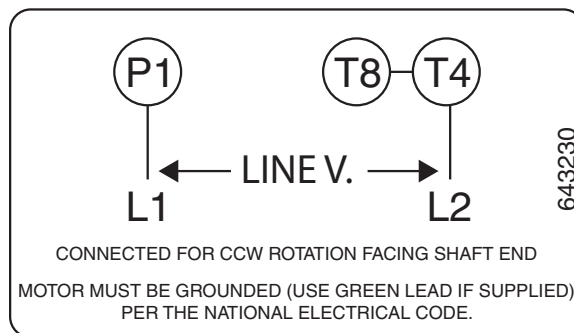 P1 T8 T4
LINE V.
L1 L2
643230
CONNECTED FOR CCW ROTATION FACING SHAFT END
MOTOR MUST BE GROUNDED (USE GREEN LEAD IF SUPPLIED)
PER THE NATIONAL ELECTRICAL CODE.